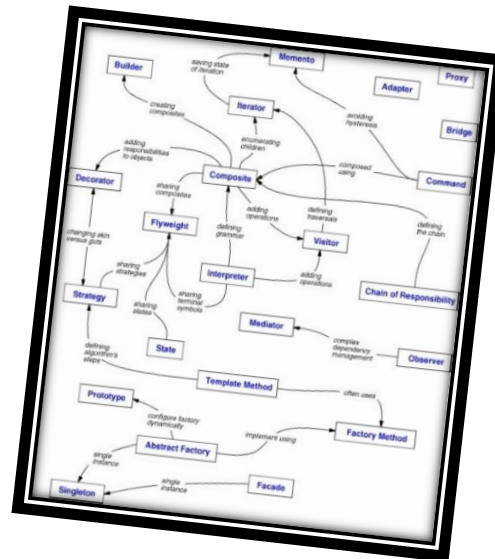 Memento
Proxy
Builder
saving state
of iteration
Adapter
Iterator
creating
composites
avoiding
hysteresis
Bridge
enumerating
children
adding
responsibilities
to objects
composed
using
Decorator
Composite
Command
sharing
composites
adding
operations
defining
traversals
defining
the chain
Flyweight
defining
grammar
Visitor
changing skin
versus guts
sharing
strategies
Interpreter
adding
operations
Strategy
sharing
states
sharing
terminal
symbols
Chain of Responsibility
Mediator
complex
dependency
management
Observer
defining
algorithm's
steps
State
Template Method
often uses
Prototype
configure factory
dynamically
Factory Method
Abstract Factory
implement using
single
instance
Singleton
single
instance
Facade